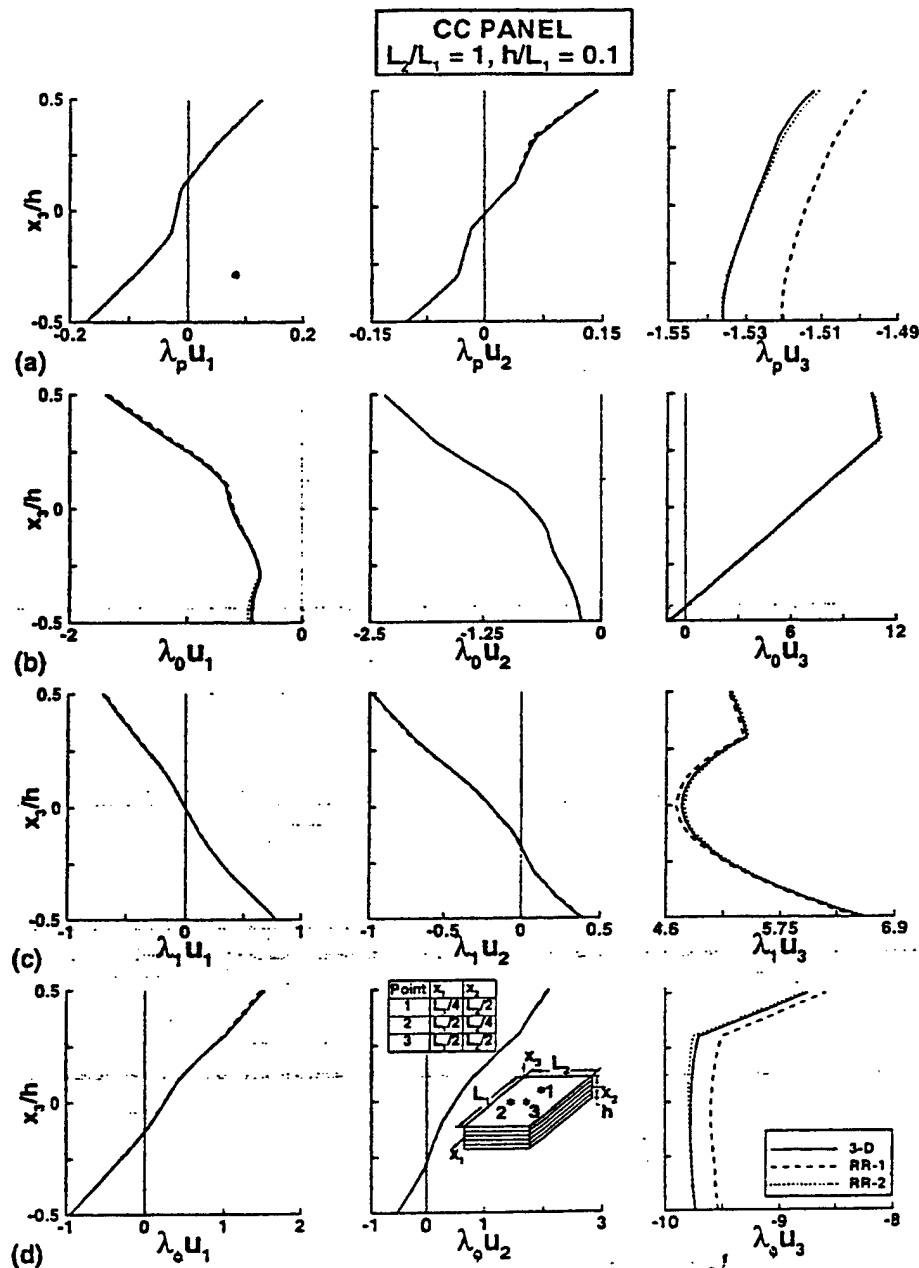 CC PANEL
L₂/L₁ = 1, h/L₁ = 0.1
x₃/h
0.5
0
-0.5
-0.2 0 0.2
λₚu₁
-0.15 0 0.15
λₚu₂
-1.55 -1.53 -1.51 -1.49
λₚu₃
(a)
x₃/h
0.5
0
-0.5
-2 0
λ₀u₁
-2.5 -1.25 0
λ₀u₂
0 6 12
λ₀u₃
(b)
x₃/h
0.5
0
-0.5
-1 0 1
λ₁u₁
-1 -0.5 0 0.5
λ₁u₂
4.6 5.75 6.9
λ₁u₃
(c)
x₃/h
0.5
0
-0.5
-1 0 1 2
u₁
Point x₁
1 L₁/4 L₂/2
2 L₁/2 L₂/4
3 L₁/2 L₂/2
x₃ L₂
L₁
1
2 3
h
x₁
-1 0 3
u₂
3-D
RR-1
RR-2
-10 -9 -8
u₃
(d)